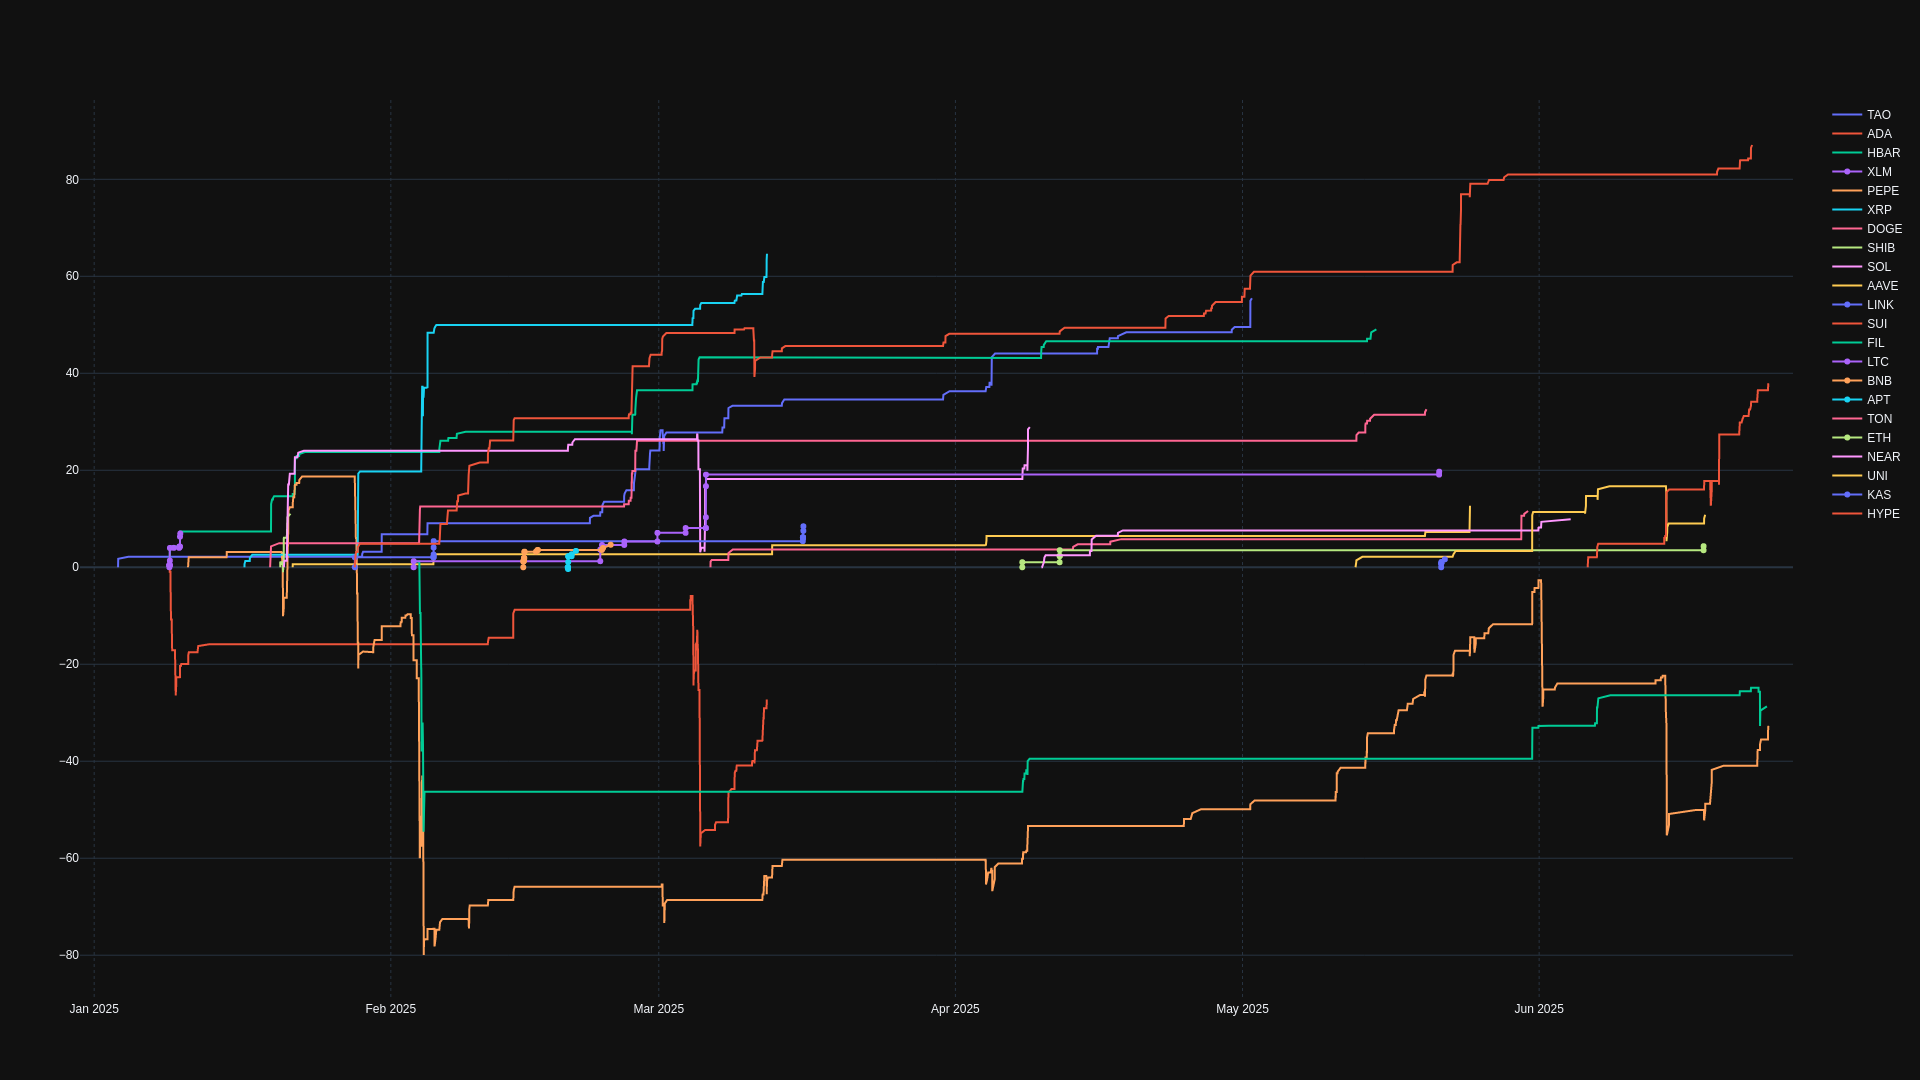 80
60
40
20
0
−20
−40
−60
−80
Jan 2025
Feb 2025
Mar 2025
Apr 2025
May 2025
Jun 2025
TAO
ADA
HBAR
XLM
PEPE
XRP
DOGE
SHIB
SOL
AAVE
LINK
SUI
FIL
LTC
BNB
APT
TON
ETH
NEAR
UNI
KAS
HYPE